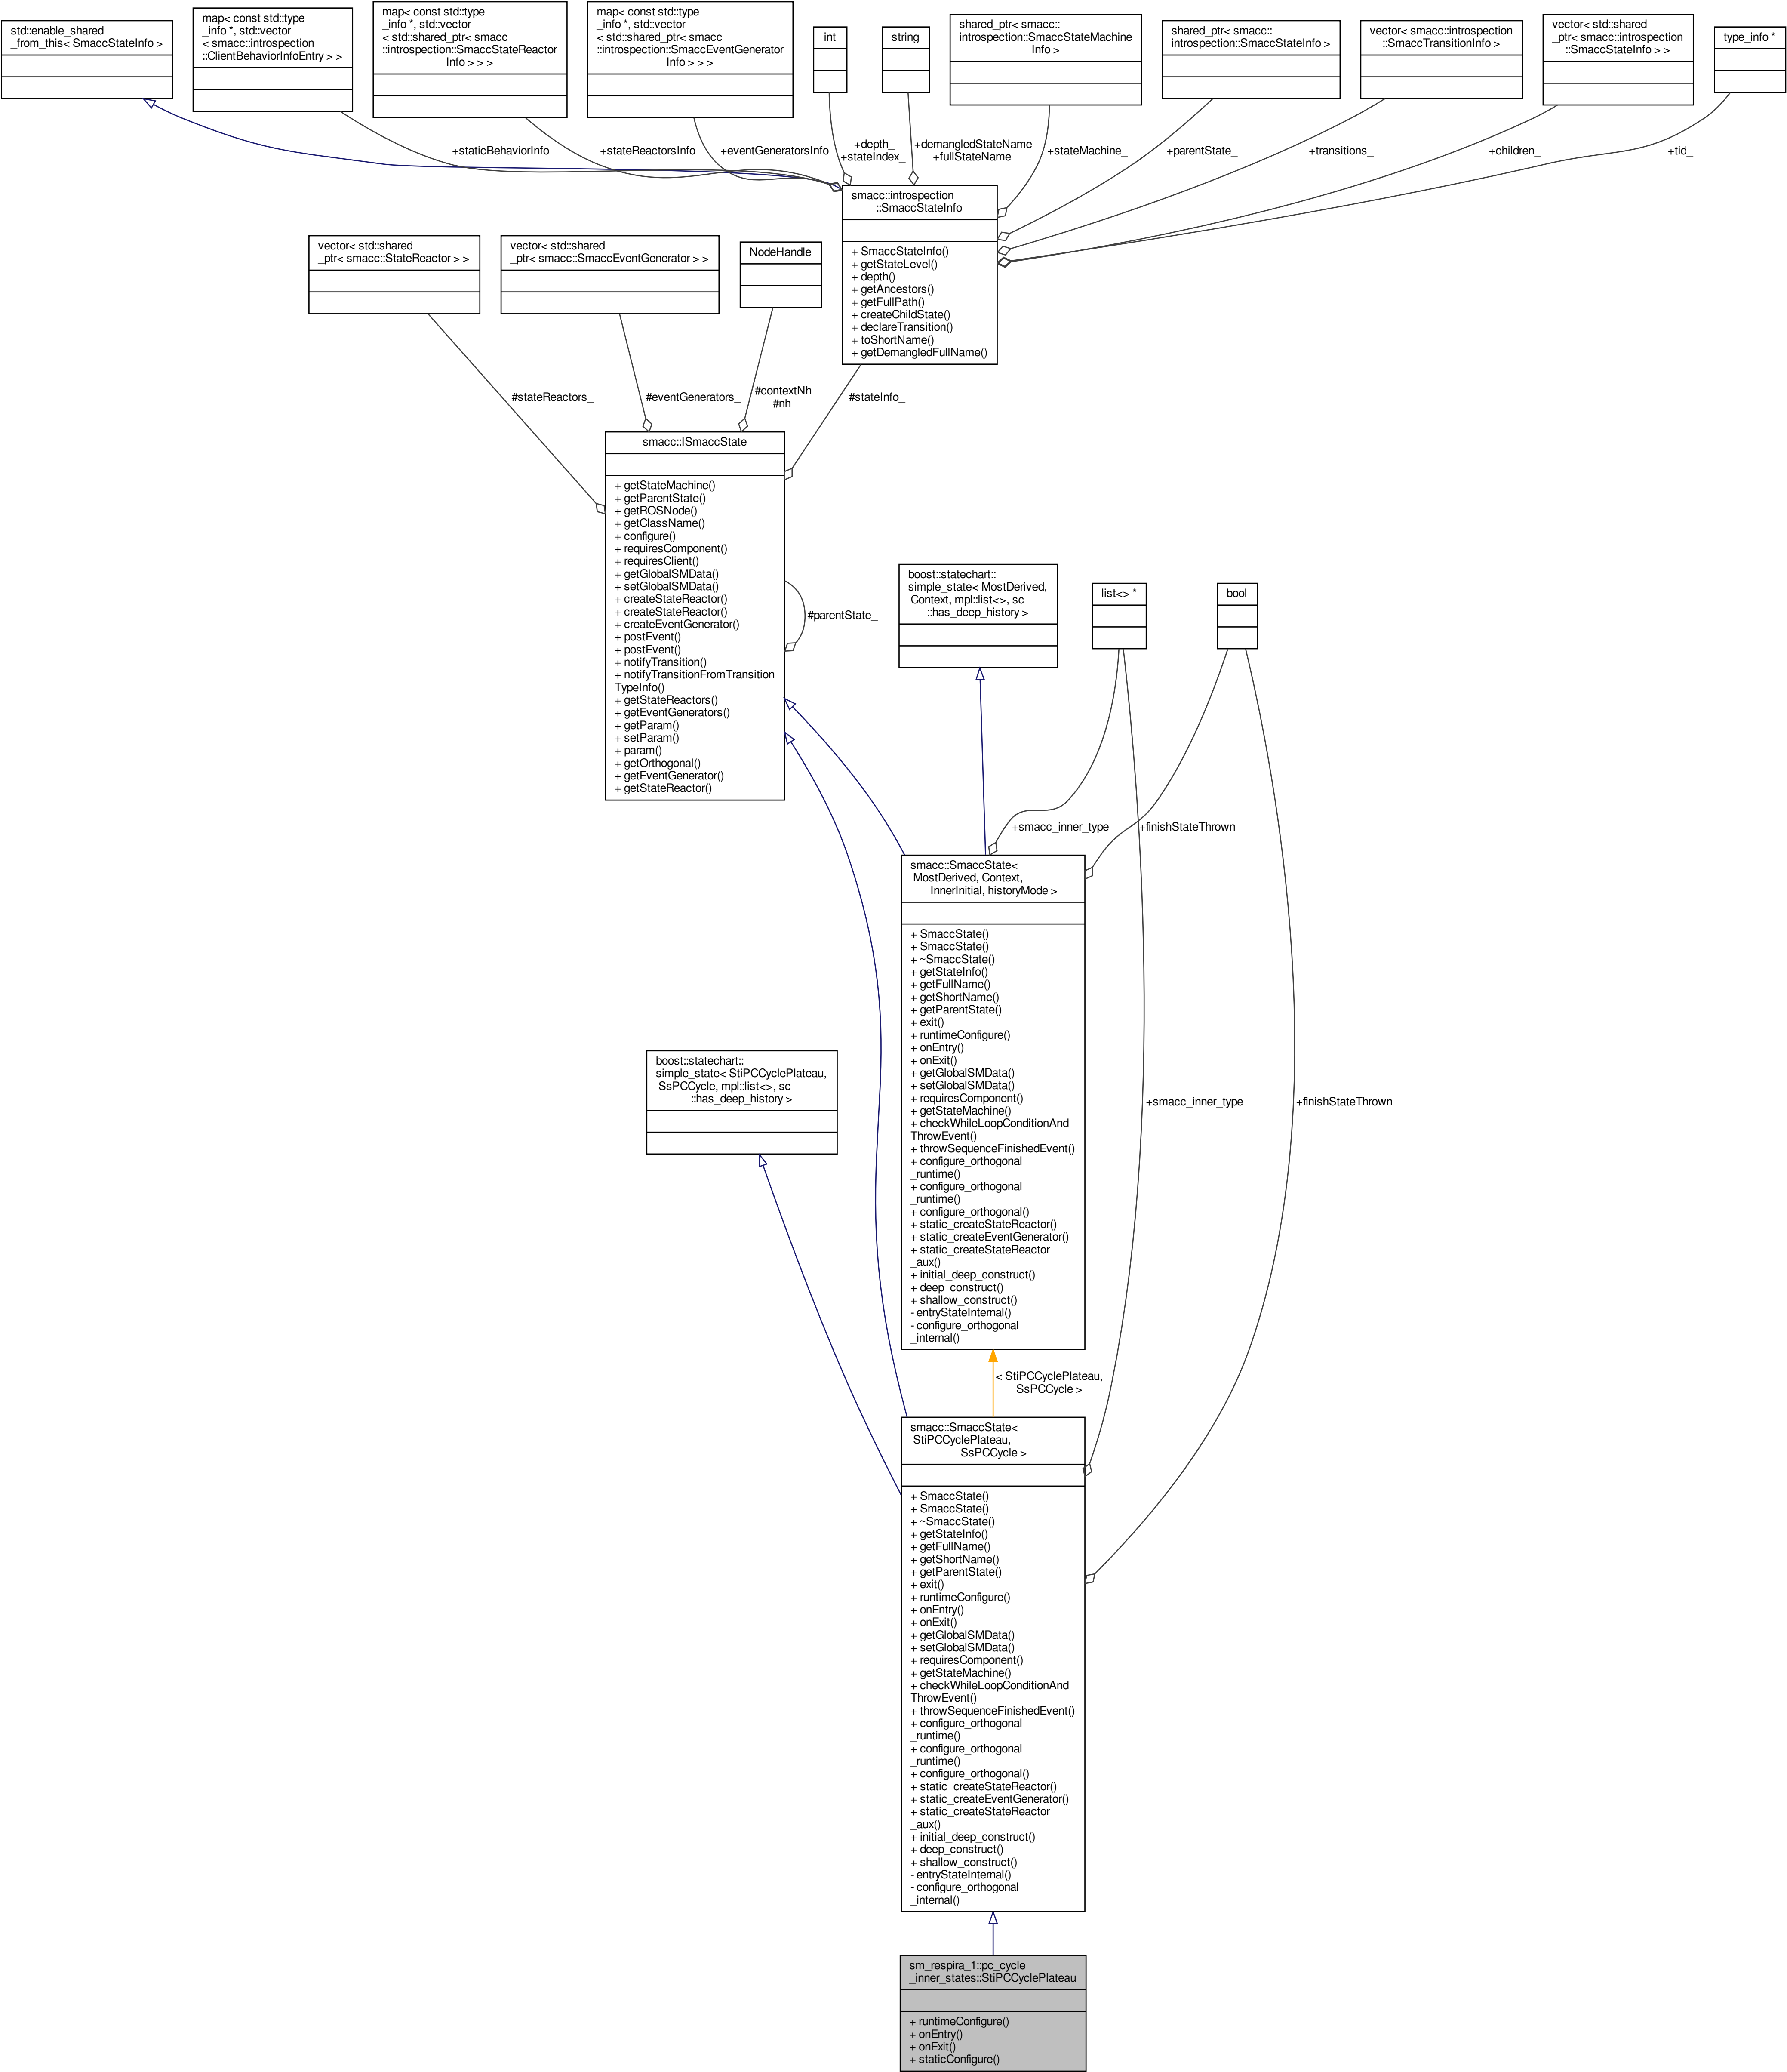 std::enable_shared
_from_this< SmaccStateInfo >
map< const std::type
_info *, std::vector
< smacc::introspection
::ClientBehaviorInfoEntry > >
map< const std::type
_info *, std::vector
< std::shared_ptr< smacc
::introspection::SmaccStateReactor
Info > > >
map< const std::type
_info *, std::vector
< std::shared_ptr< smacc
::introspection::SmaccEventGenerator
Info > > >
int
string
shared_ptr< smacc::
introspection::SmaccStateMachine
Info >
shared_ptr< smacc::
introspection::SmaccStateInfo >
vector< smacc::introspection
::SmaccTransitionInfo >
vector< std::shared
_ptr< smacc::introspection
::SmaccStateInfo > >
type_info *
+staticBehaviorInfo
+stateReactorsInfo
+eventGeneratorsInfo
+depth_
+stateIndex_
+demangledStateName
+fullStateName
+stateMachine_
+parentState_
+transitions_
+children_
+tid_
smacc::introspection
::SmaccStateInfo
+ SmaccStateInfo()
+ getStateLevel()
+ depth()
+ getAncestors()
+ getFullPath()
+ createChildState()
+ declareTransition()
+ toShortName()
+ getDemangledFullName()
vector< std::shared
_ptr< smacc::StateReactor > >
vector< std::shared
_ptr< smacc::SmaccEventGenerator > >
NodeHandle
#stateReactors_
#eventGenerators_
#contextNh
#nh
#stateInfo_
smacc::ISmaccState
+ getStateMachine()
+ getParentState()
+ getROSNode()
+ getClassName()
+ configure()
+ requiresComponent()
+ requiresClient()
+ getGlobalSMData()
+ setGlobalSMData()
+ createStateReactor()
+ createStateReactor()
+ createEventGenerator()
+ postEvent()
+ postEvent()
+ notifyTransition()
+ notifyTransitionFromTransition
TypeInfo()
+ getStateReactors()
+ getEventGenerators()
+ getParam()
+ setParam()
+ param()
+ getOrthogonal()
+ getEventGenerator()
+ getStateReactor()
#parentState_
boost::statechart::
simple_state< MostDerived,
Context, mpl::list<>, sc
::has_deep_history >
list<> *
bool
+smacc_inner_type
+finishStateThrown
smacc::SmaccState<
MostDerived, Context,
InnerInitial, historyMode >
+ SmaccState()
+ SmaccState()
+ ~SmaccState()
+ getStateInfo()
+ getFullName()
+ getShortName()
+ getParentState()
+ exit()
+ runtimeConfigure()
+ onEntry()
+ onExit()
+ getGlobalSMData()
+ setGlobalSMData()
+ requiresComponent()
+ getStateMachine()
+ checkWhileLoopConditionAnd
ThrowEvent()
+ throwSequenceFinishedEvent()
+ configure_orthogonal
_runtime()
+ configure_orthogonal
_runtime()
+ configure_orthogonal()
+ static_createStateReactor()
+ static_createEventGenerator()
+ static_createStateReactor
_aux()
+ initial_deep_construct()
+ deep_construct()
+ shallow_construct()
- entryStateInternal()
- configure_orthogonal
_internal()
boost::statechart::
simple_state< StiPCCyclePlateau,
SsPCCycle, mpl::list<>, sc
::has_deep_history >
+smacc_inner_type
+finishStateThrown
< StiPCCyclePlateau,
SsPCCycle >
smacc::SmaccState<
StiPCCyclePlateau,
SsPCCycle >
+ SmaccState()
+ SmaccState()
+ ~SmaccState()
+ getStateInfo()
+ getFullName()
+ getShortName()
+ getParentState()
+ exit()
+ runtimeConfigure()
+ onEntry()
+ onExit()
+ getGlobalSMData()
+ setGlobalSMData()
+ requiresComponent()
+ getStateMachine()
+ checkWhileLoopConditionAnd
ThrowEvent()
+ throwSequenceFinishedEvent()
+ configure_orthogonal
_runtime()
+ configure_orthogonal
_runtime()
+ configure_orthogonal()
+ static_createStateReactor()
+ static_createEventGenerator()
+ static_createStateReactor
_aux()
+ initial_deep_construct()
+ deep_construct()
+ shallow_construct()
- entryStateInternal()
- configure_orthogonal
_internal()
sm_respira_1::pc_cycle
_inner_states::StiPCCyclePlateau
+ runtimeConfigure()
+ onEntry()
+ onExit()
+ staticConfigure()